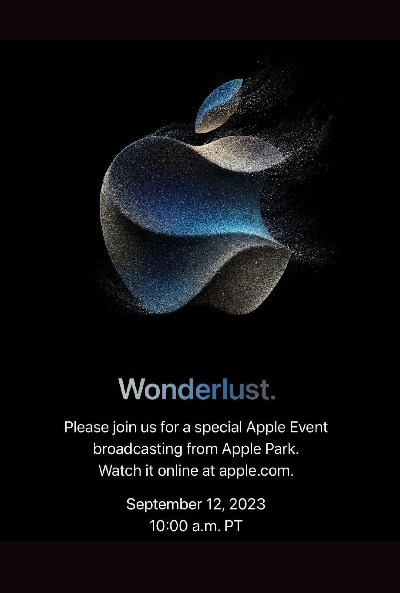 Wonderlust.
Please join us for a special Apple Event
broadcasting from Apple Park.
Watch it online at apple.com.
September 12, 2023
10:00 a.m. PT